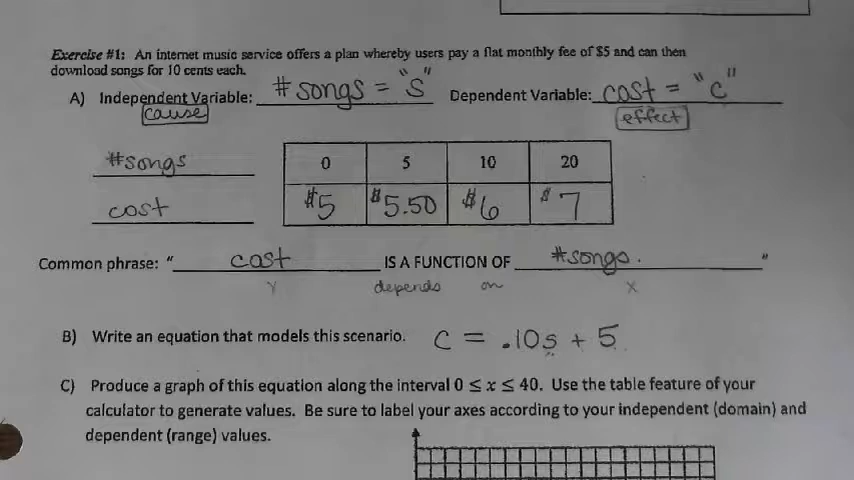 Exercise #1: An internet music service offers a plan whereby users pay a flat monthly fee of $5 and can then
download songs for 10 cents each.
A) Independent Variable: #songs = "s" Dependent Variable: cost = "c"
cause effect
#songs 0 5 10 20
cost $5 $5.50 $6 $7
Common phrase: " cost IS A FUNCTION OF #songs. "
Y depends on X
B) Write an equation that models this scenario. C = .10s + 5
C) Produce a graph of this equation along the interval 0 ≤ x ≤ 40. Use the table feature of your
calculator to generate values. Be sure to label your axes according to your independent (domain) and
dependent (range) values.